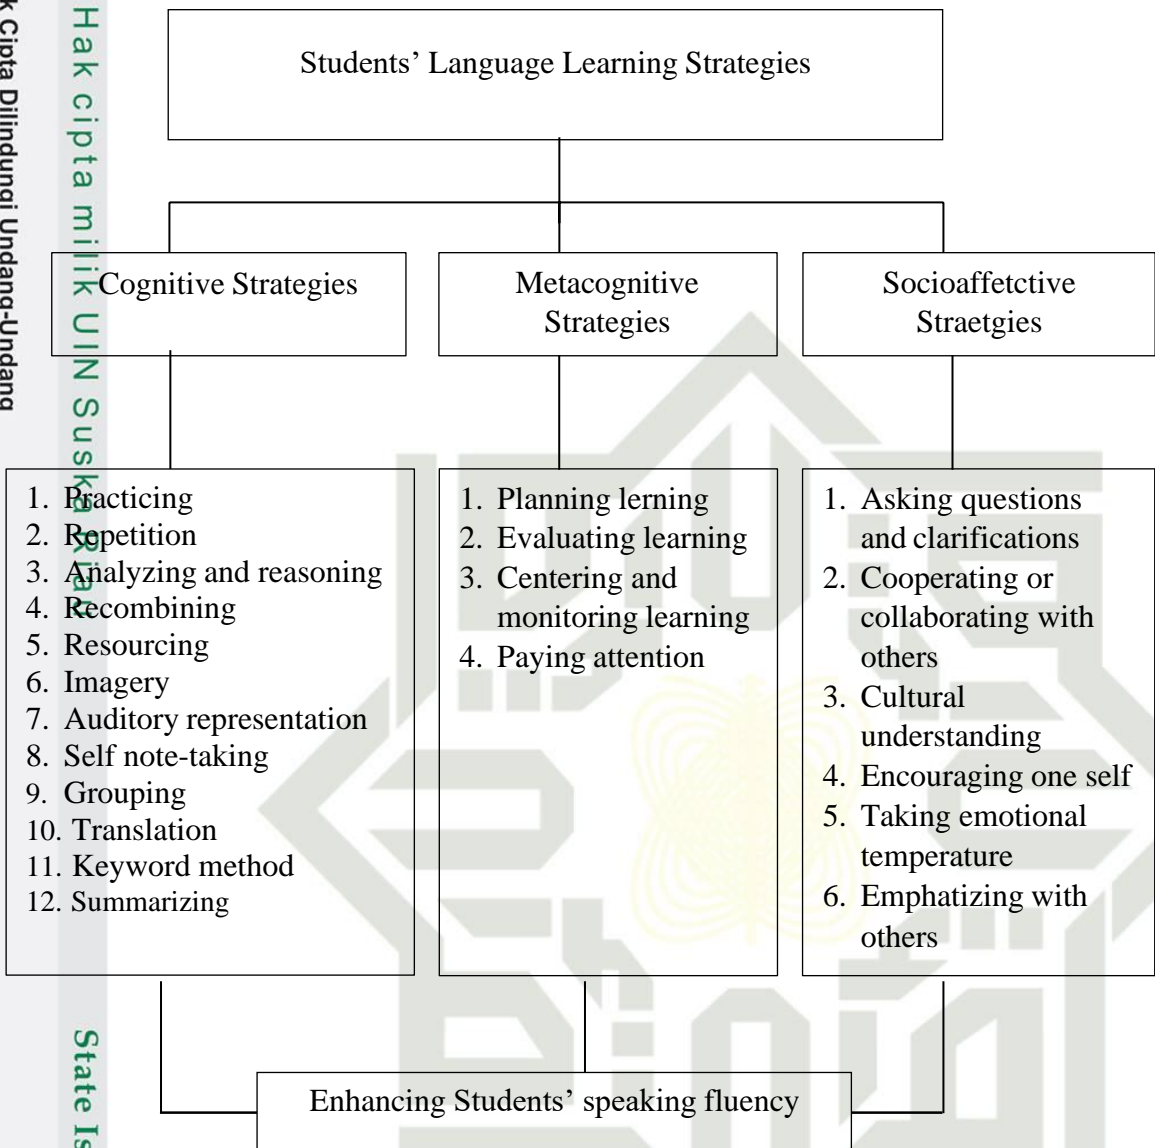 k Cipta Dilindungi Undang-Undang
Hak cipta milik UIN Suska Riau
State Is
Students’ Language Learning Strategies
Cognitive Strategies
Metacognitive
Strategies
Socioaffetctive
Straetgies
1. Practicing
2. Repetition
3. Analyzing and reasoning
4. Recombining
5. Resourcing
6. Imagery
7. Auditory representation
8. Self note-taking
9. Grouping
10. Translation
11. Keyword method
12. Summarizing
1. Planning lerning
2. Evaluating learning
3. Centering and
monitoring learning
4. Paying attention
1. Asking questions
and clarifications
2. Cooperating or
collaborating with
others
3. Cultural
understanding
4. Encouraging one self
5. Taking emotional
temperature
6. Emphatizing with
others
Enhancing Students’ speaking fluency